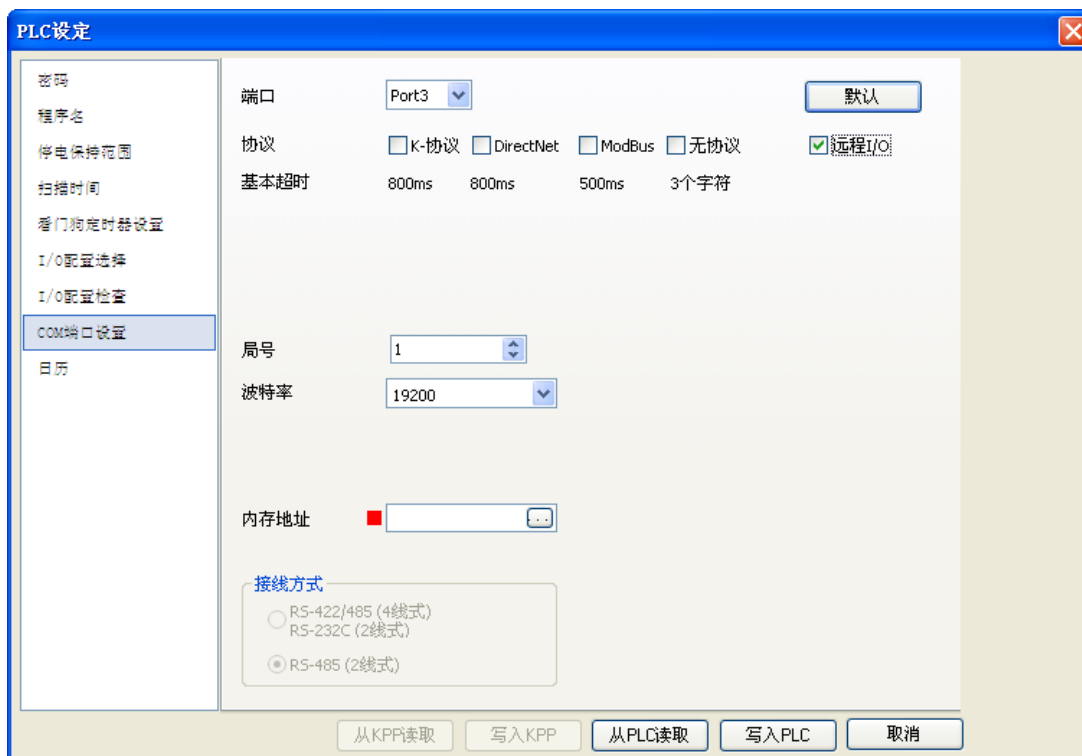 PLC设定
密码
程序名
停电保持范围
扫描时间
看门狗定时器设置
I/O配置选择
I/O配置检查
COM端口设置
日历
端口 Port3 默认
协议 K-协议 DirectNet ModBus 无协议 远程I/O
基本超时 800ms 800ms 500ms 3个字符
局号 1
波特率 19200
内存地址 ...
接线方式
RS-422/485 (4线式)
RS-232C (2线式)
RS-485 (2线式)
从KPP读取 写入KPP 从PLC读取 写入PLC 取消